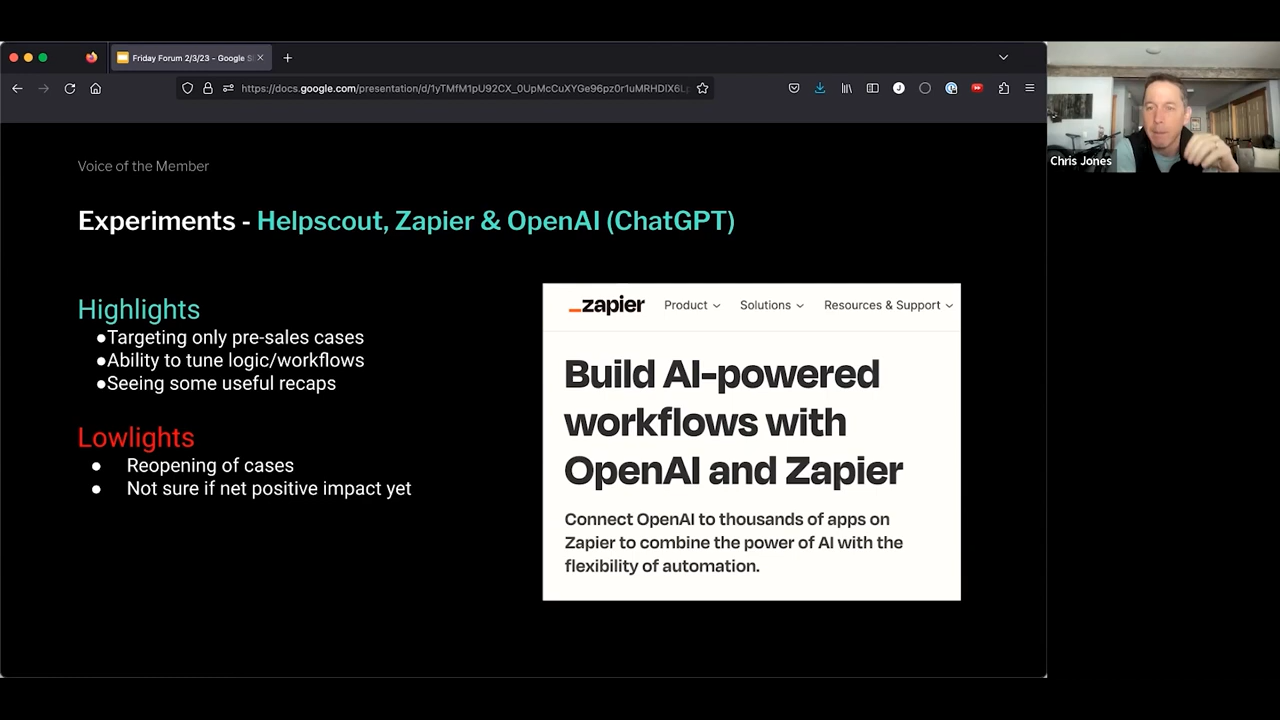 Friday Forum 2/3/23 - Google S
https://docs.google.com/presentation/d/1yTMfM1pU92CX_0UpMcCuXYGe96pz0r1uMRHDlX6L
Voice of the Member
Experiments - Helpscout, Zapier & OpenAI (ChatGPT)
Highlights
●Targeting only pre-sales cases
●Ability to tune logic/workflows
●Seeing some useful recaps
Lowlights
● Reopening of cases
● Not sure if net positive impact yet
_zapier Product Solutions Resources & Support
Build AI-powered
workflows with
OpenAI and Zapier
Connect OpenAI to thousands of apps on
Zapier to combine the power of AI with the
flexibility of automation.
Chris Jones